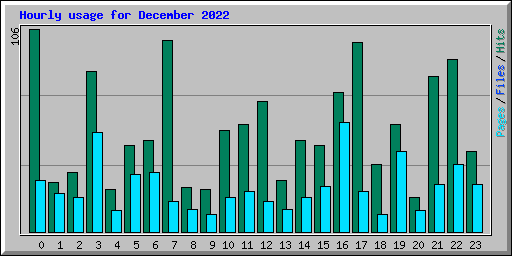 Hourly usage for December 2022
106
Pages/Files/Hits
0 1 2 3 4 5 6 7 8 9 10 11 12 13 14 15 16 17 18 19 20 21 22 23